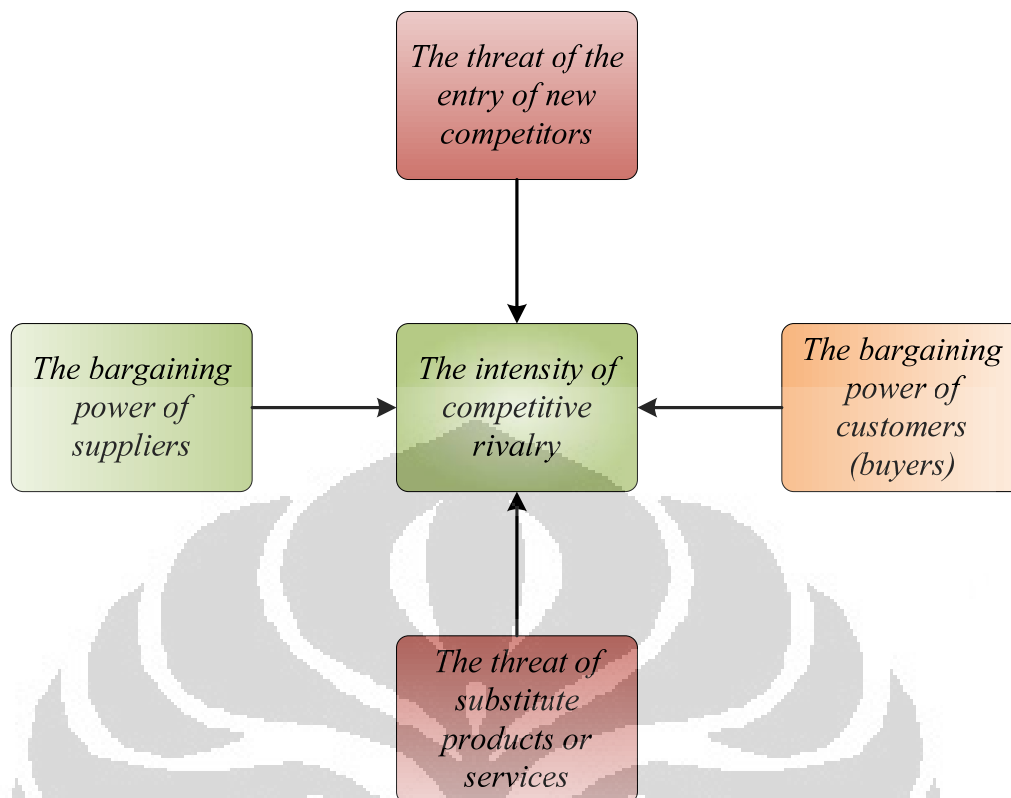 The threat of the
entry of new
competitors
The bargaining
power of
suppliers
The intensity of
competitive
rivalry
The bargaining
power of
customers
(buyers)
The threat of
substitute
products or
services